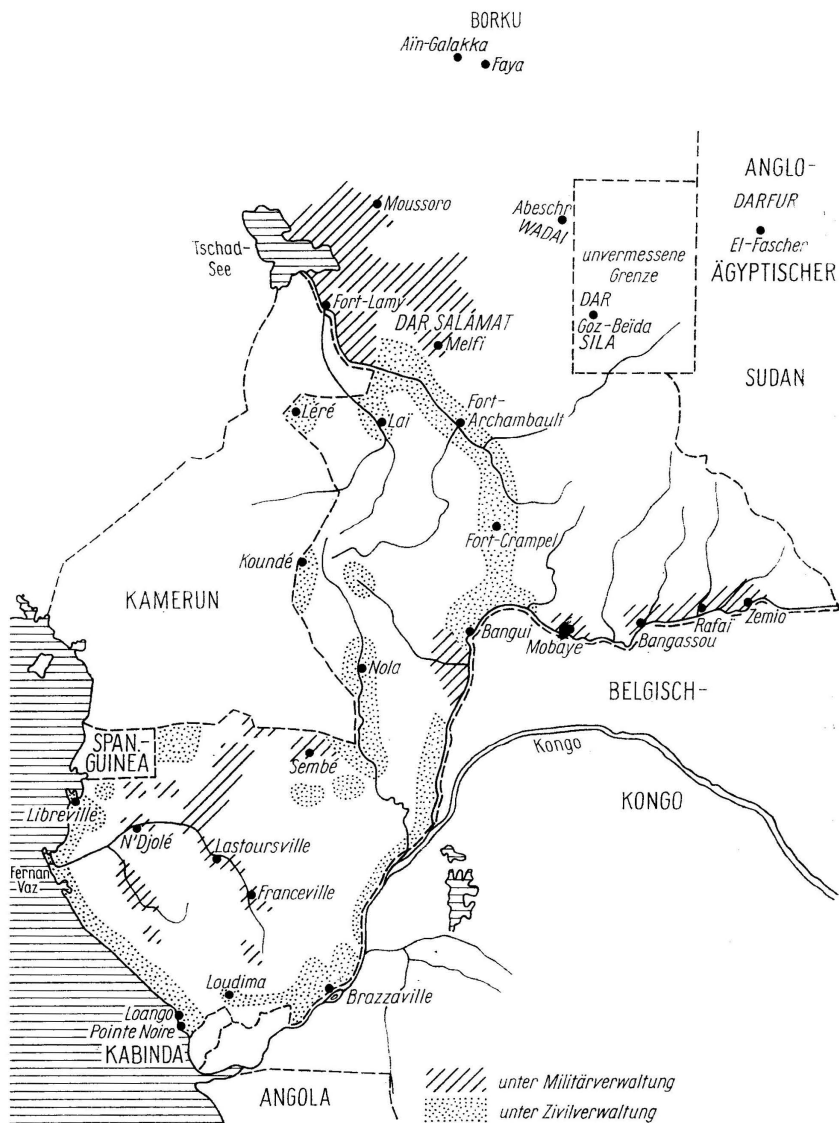 BORKU
Aïn-Galakka
Faya
ANGLO-
DARFUR
El-Fascher
ÄGYPTISCHER
SUDAN
Moussoro
Abeschr
WADAI
unvermessene
Grenze
DAR
Goz-Beïda
SILA
Tschad-
See
Fort-Lamy
DAR SALAMAT
Melfi
Léré
Laï
Fort-
Archambault
Fort-Crampel
Koundé
KAMERUN
Bangui
Mobaye
Bangassou
Rafaï
Zemio
Nola
BELGISCH-
KONGO
Kongo
SPAN.-
GUINEA
Sembé
Libreville
N'Djolé
Lastoursville
Fernan
Vaz
Franceville
Loudima
Brazzaville
Loango
Pointe Noire
KABINDA
ANGOLA
unter Militärverwaltung
unter Zivilverwaltung